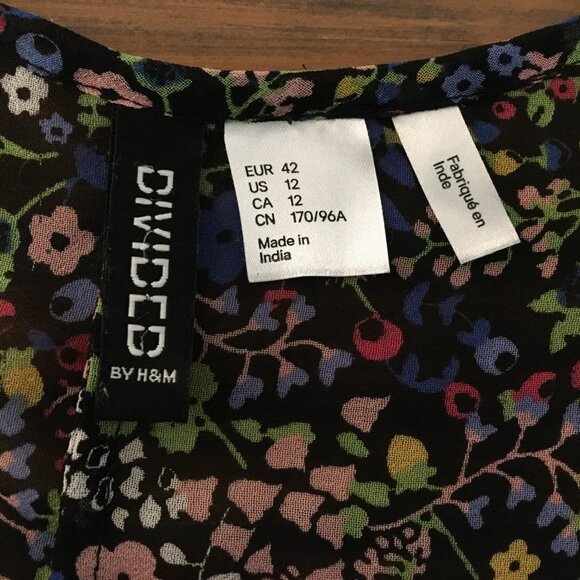 DIVIDED
BY H&M
EUR 42
US 12
CA 12
CN 170/96A
Made in
India
Fabriqué en
Inde